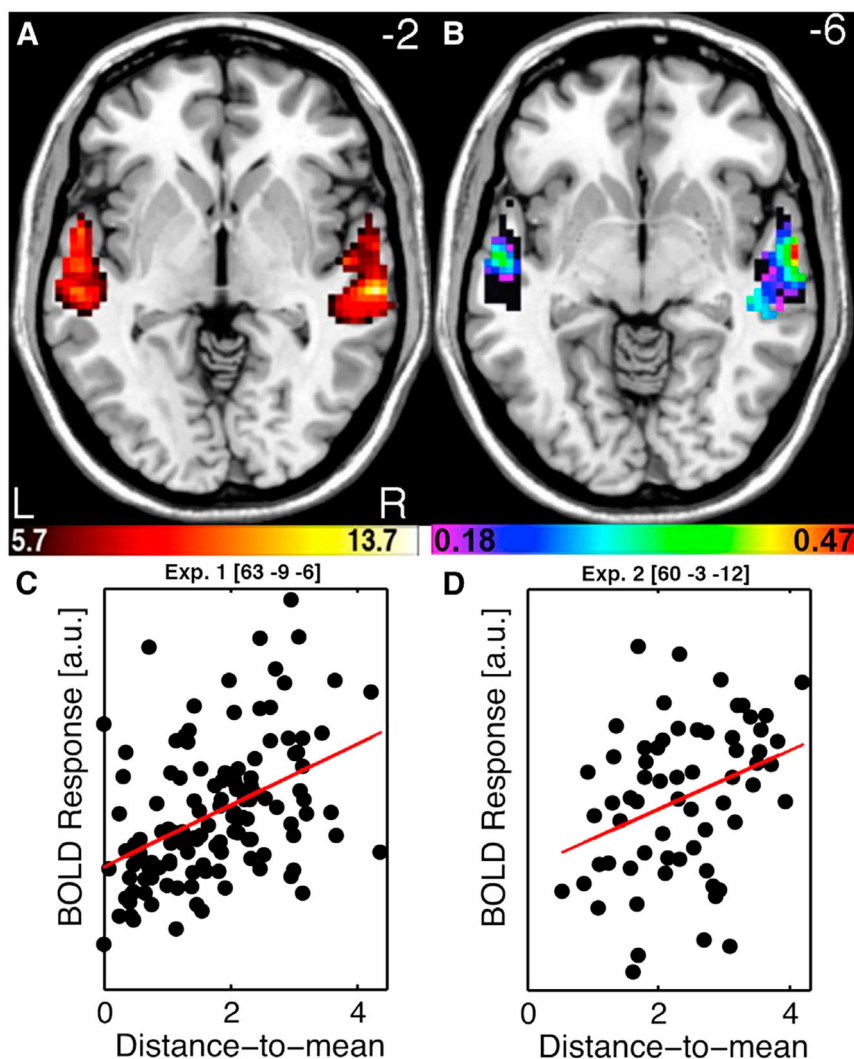 A
-2
B
-6
L
R
5.7
13.7
0.18
0.47
C
Exp. 1 [63 -9 -6]
BOLD Response [a.u.]
0
2
4
Distance-to-mean
D
Exp. 2 [60 -3 -12]
BOLD Response [a.u.]
0
2
4
Distance-to-mean